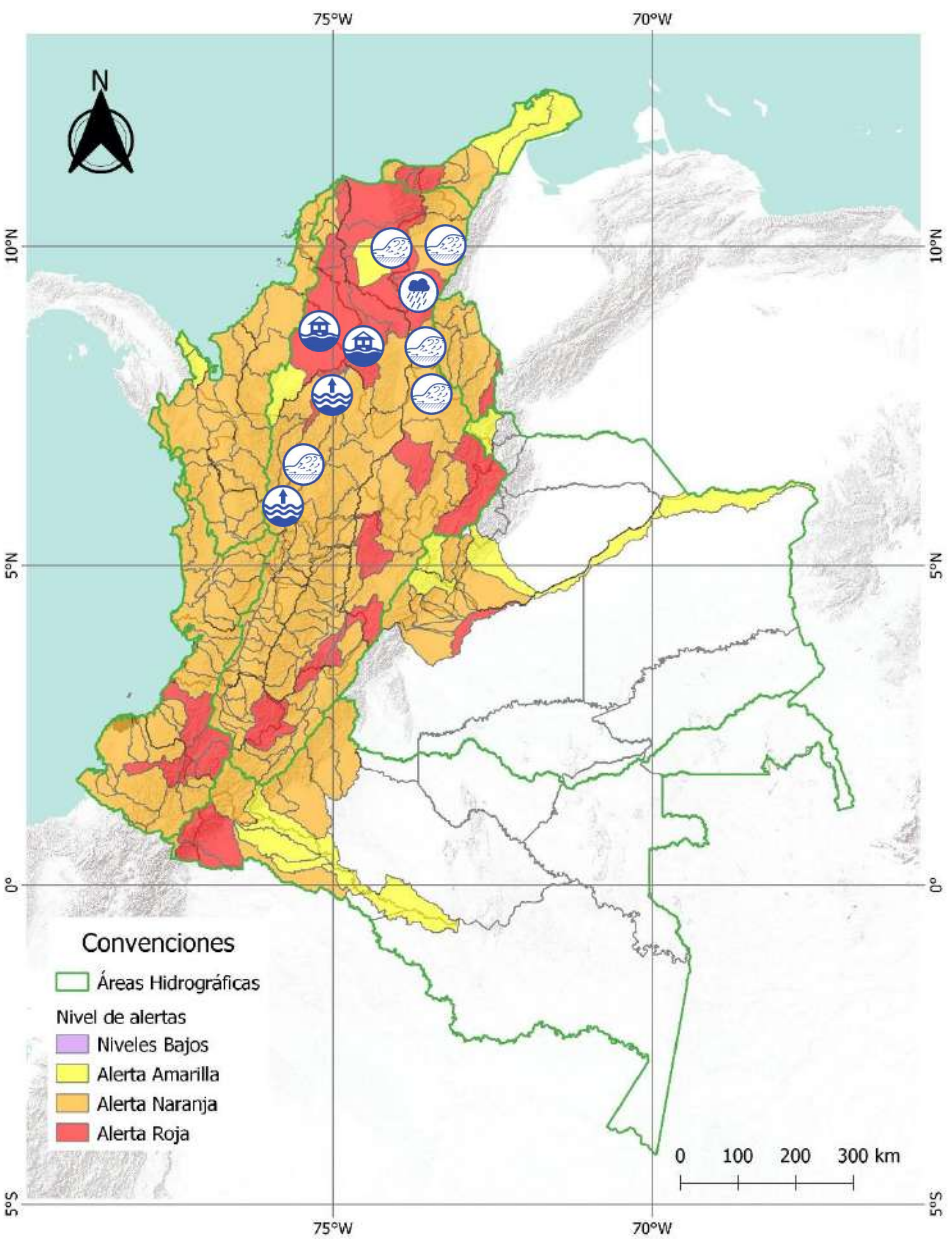 75°W 70°W
N
10°N 10°N
5°N 5°N
0° 0°
Convenciones
Áreas Hidrográficas
Nivel de alertas
Niveles Bajos
Alerta Amarilla
Alerta Naranja
Alerta Roja
0 100 200 300 km
5°S 5°S
75°W 70°W